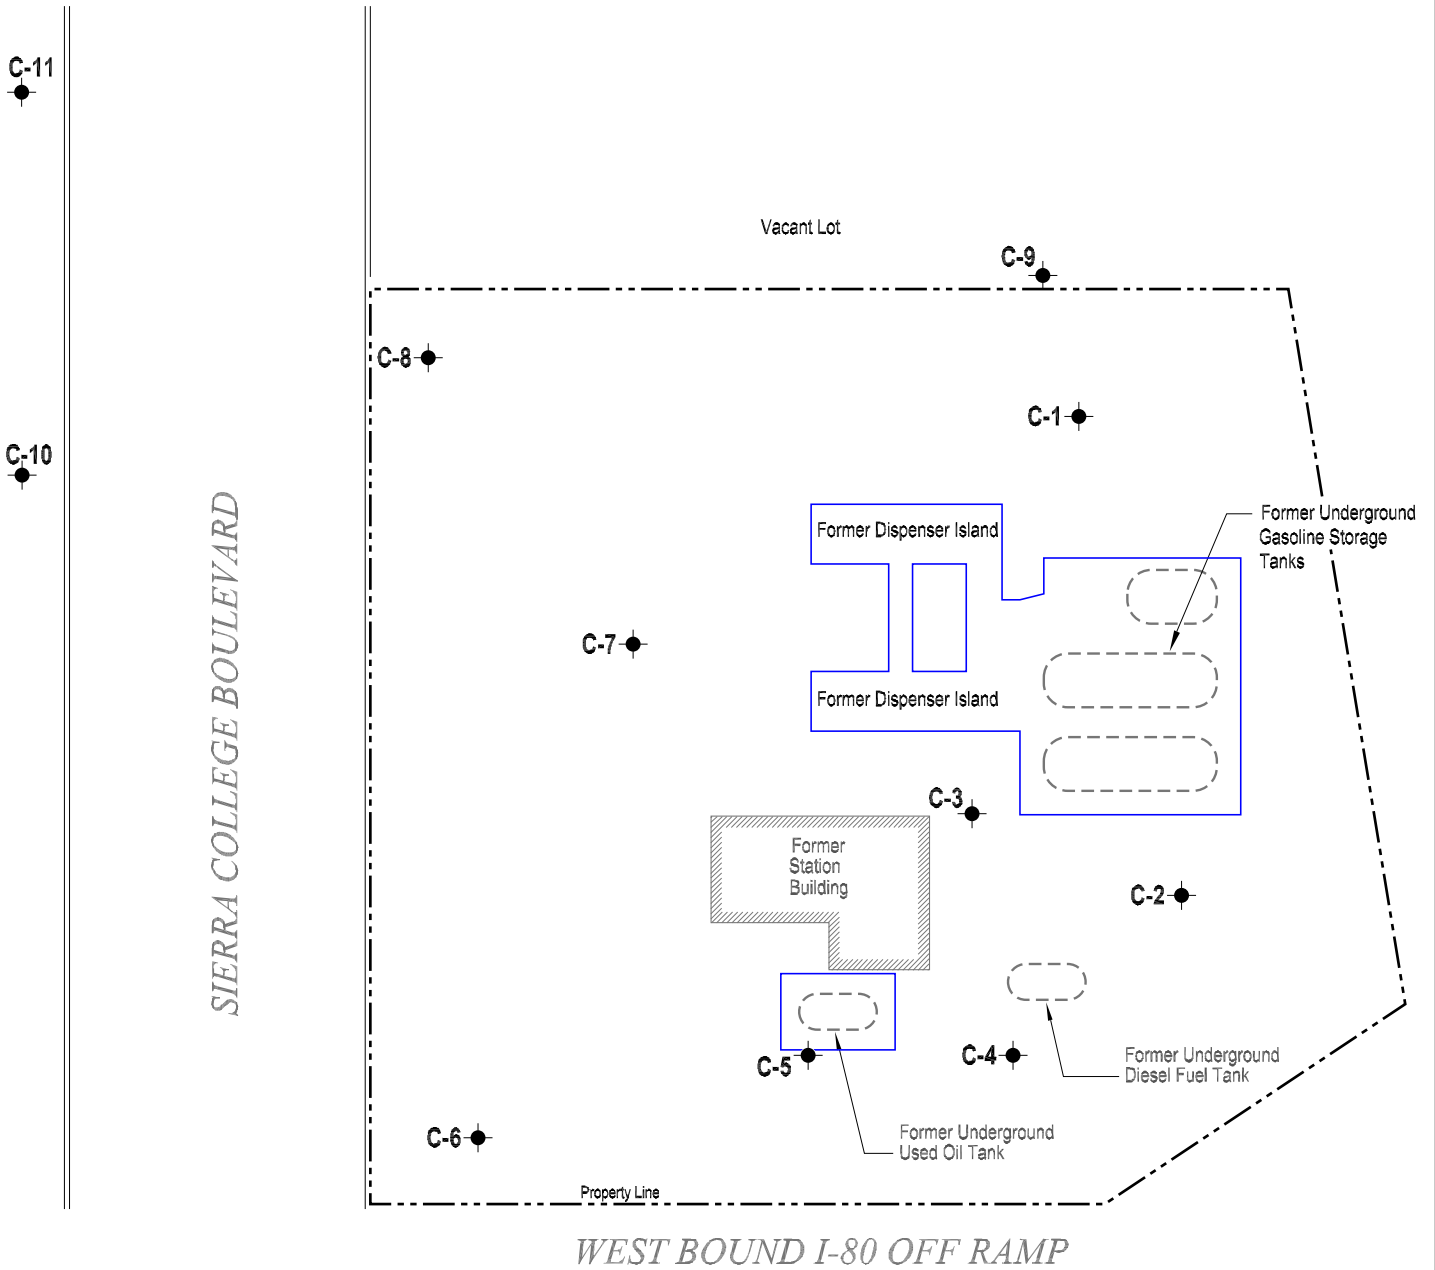 C-11
Vacant Lot
C-9
C-8
C-1
C-10
SIERRA COLLEGE BOULEVARD
Former Underground
Gasoline Storage
Tanks
Former Dispenser Island
C-7
Former Dispenser Island
C-3
Former
Station
Building
C-2
C-5
C-4
Former Underground
Diesel Fuel Tank
C-6
Former Underground
Used Oil Tank
Property Line
WEST BOUND I-80 OFF RAMP